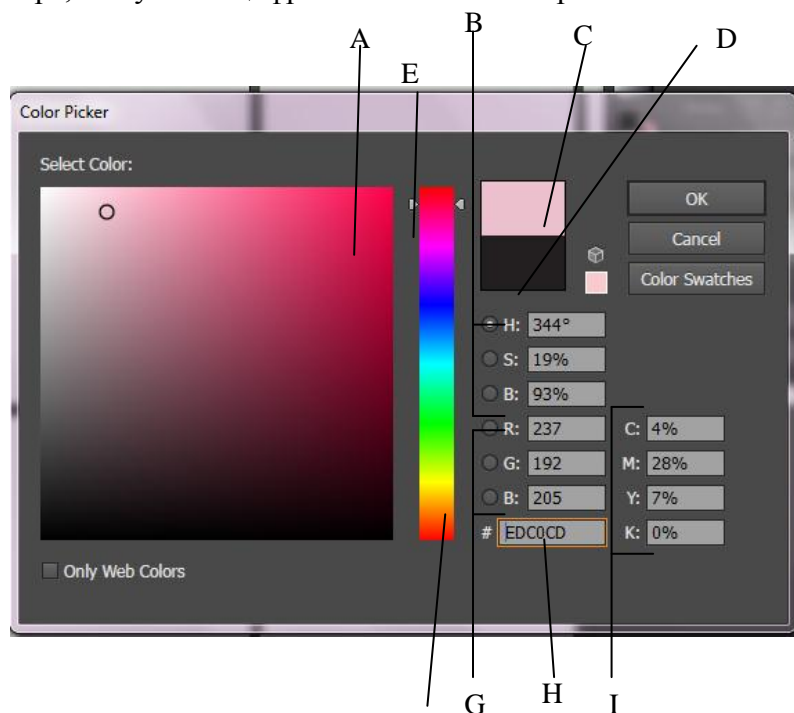 B
A C D
E
Color Picker
Select Color:
OK
Cancel
Color Swatches
H: 344°
S: 19%
B: 93%
R: 237 C: 4%
G: 192 M: 28%
B: 205 Y: 7%
# EDC0CD K: 0%
Only Web Colors
G H I